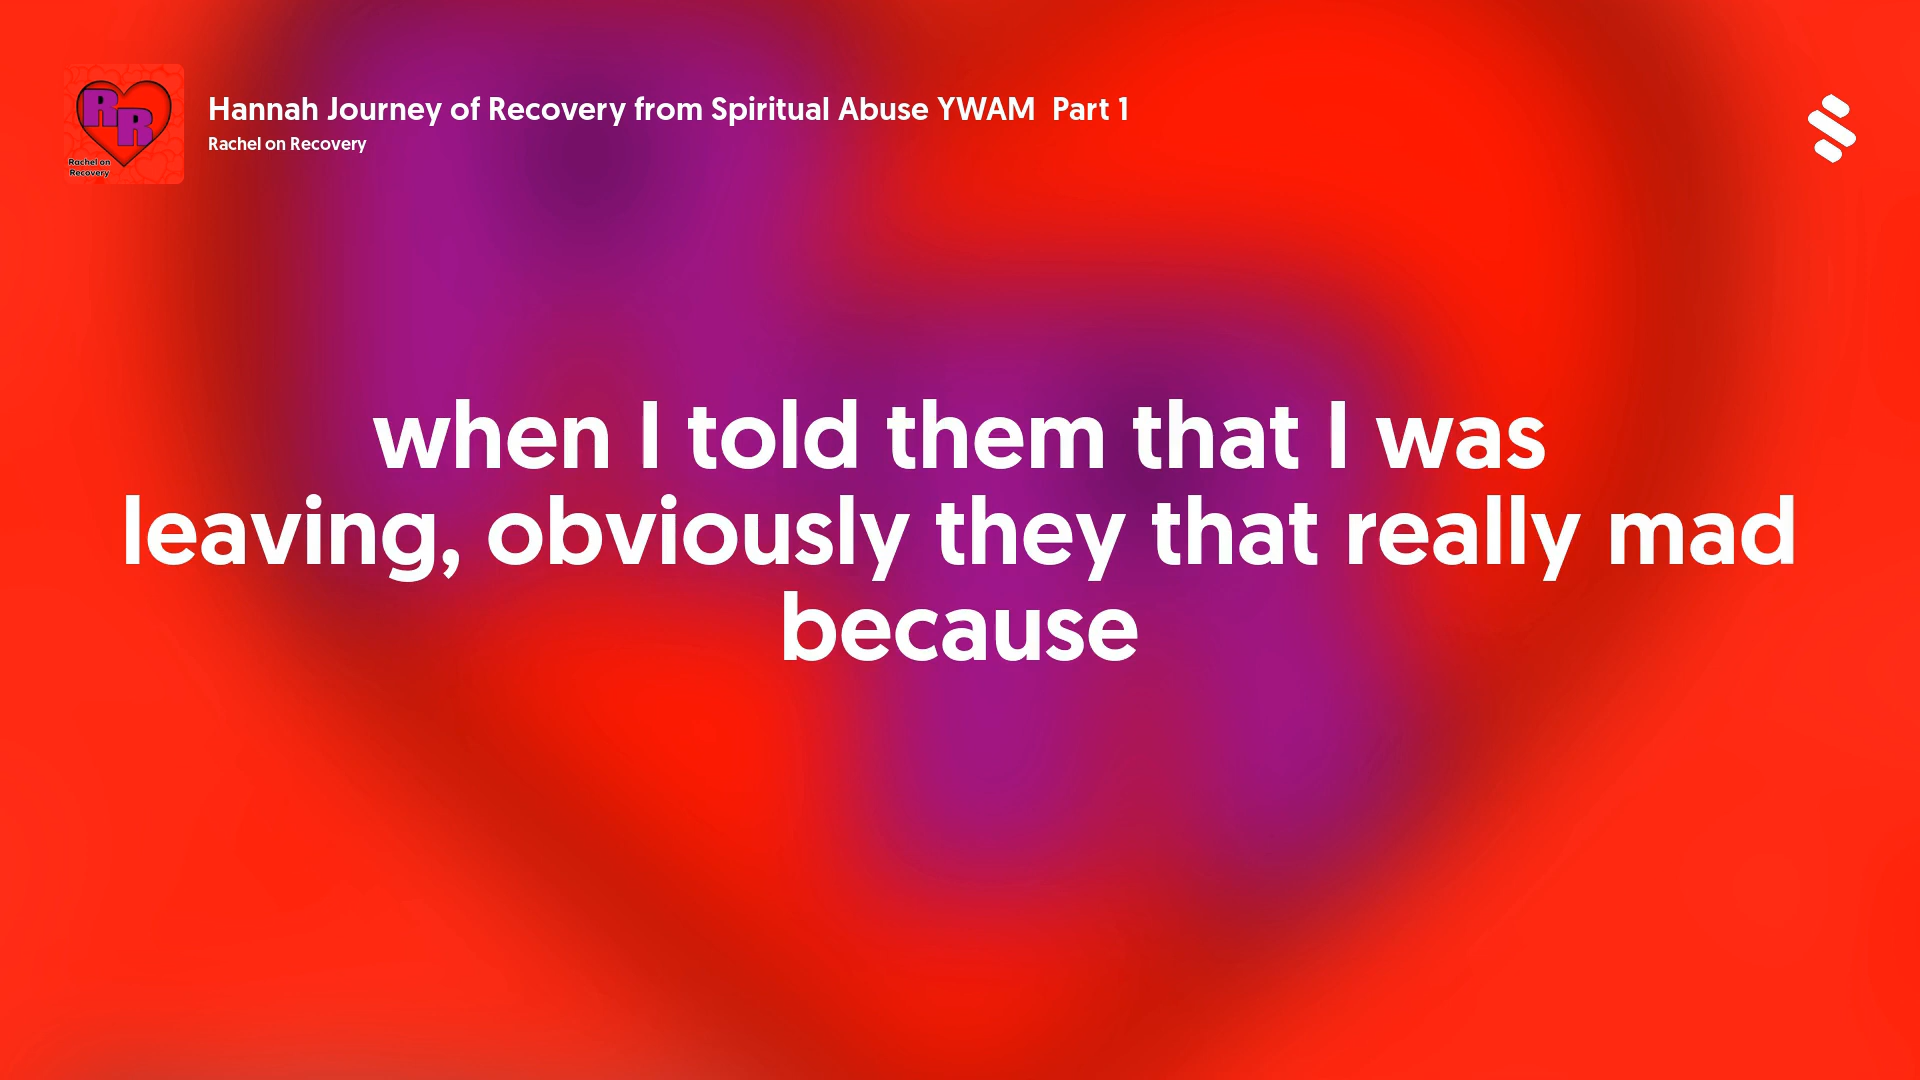 RR
Rachel on
Recovery
Hannah Journey of Recovery from Spiritual Abuse YWAM  Part 1
Rachel on Recovery
when I told them that I was
leaving, obviously they that really mad
because